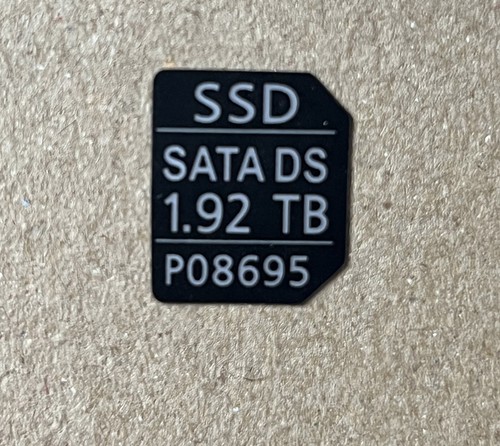 SSD
SATA DS
1.92 TB
P08695